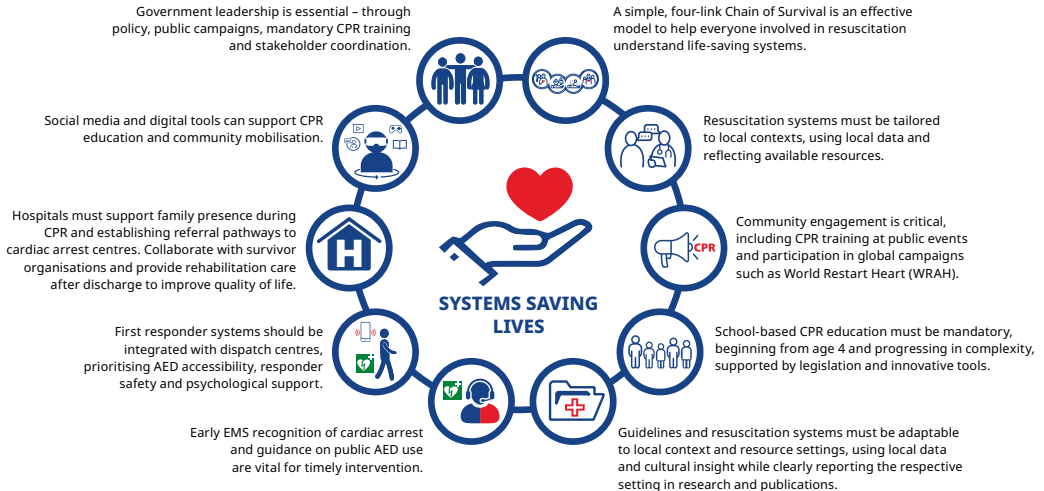 Government leadership is essential – through
policy, public campaigns, mandatory CPR training
and stakeholder coordination.
A simple, four-link Chain of Survival is an effective
model to help everyone involved in resuscitation
understand life-saving systems.
Social media and digital tools can support CPR
education and community mobilisation.
Resuscitation systems must be tailored
to local contexts, using local data and
reflecting available resources.
Hospitals must support family presence during
CPR and establishing referral pathways to
cardiac arrest centres. Collaborate with survivor
organisations and provide rehabilitation care
after discharge to improve quality of life.
H
Community engagement is critical,
including CPR training at public events
and participation in global campaigns
such as World Restart Heart (WRAH).
CPR
SYSTEMS SAVING
LIVES
First responder systems should be
integrated with dispatch centres,
prioritising AED accessibility, responder
safety and psychological support.
School-based CPR education must be mandatory,
beginning from age 4 and progressing in complexity,
supported by legislation and innovative tools.
Early EMS recognition of cardiac arrest
and guidance on public AED use
are vital for timely intervention.
Guidelines and resuscitation systems must be adaptable
to local context and resource settings, using local data
and cultural insight while clearly reporting the respective
setting in research and publications.